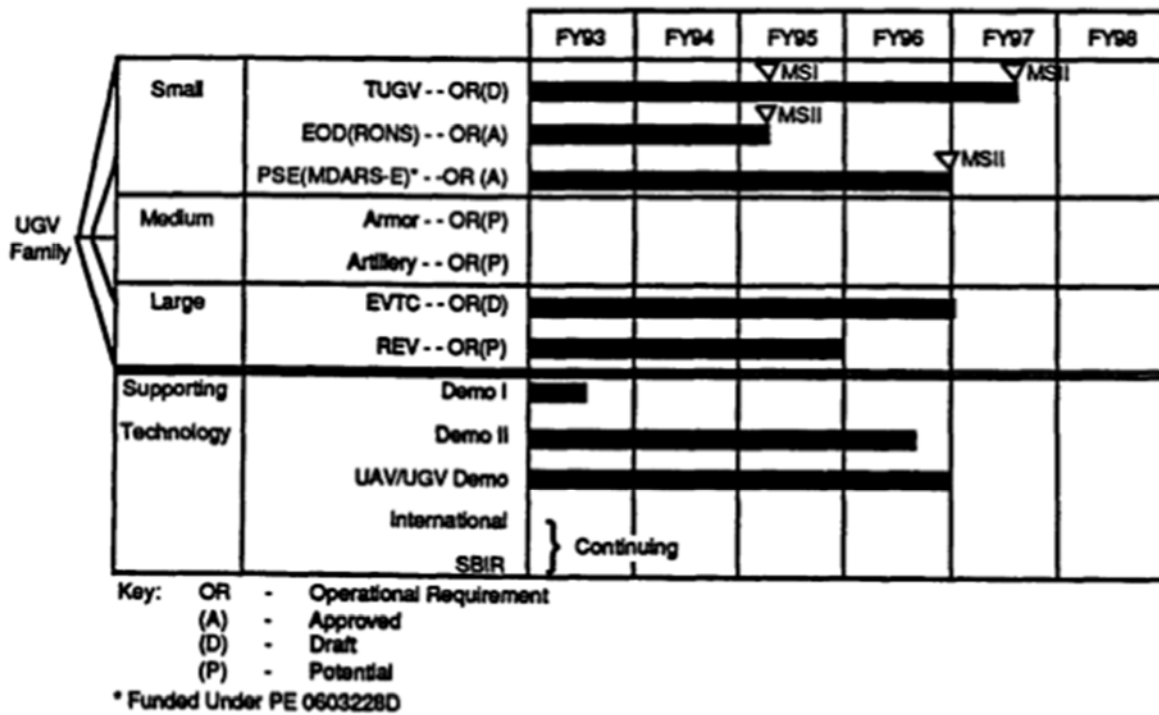 FY93 FY94 FY95 FY96 FY97 FY98
MSI MSII
Small TUGV - - OR(D)
MSII
EOD(RONS) - - OR(A)
MSII
PSE(MDARS-E)* - -OR (A)
Medium Armor - - OR(P)
UGV
Family
Artillery - - OR(P)
Large EVTC - - OR(D)
REV - - OR(P)
Supporting Demo I
Technology Demo II
UAV/UGV Demo
International
} Continuing
SBIR
Key: OR - Operational Requirement
(A) - Approved
(D) - Draft
(P) - Potential
* Funded Under PE 0603228D